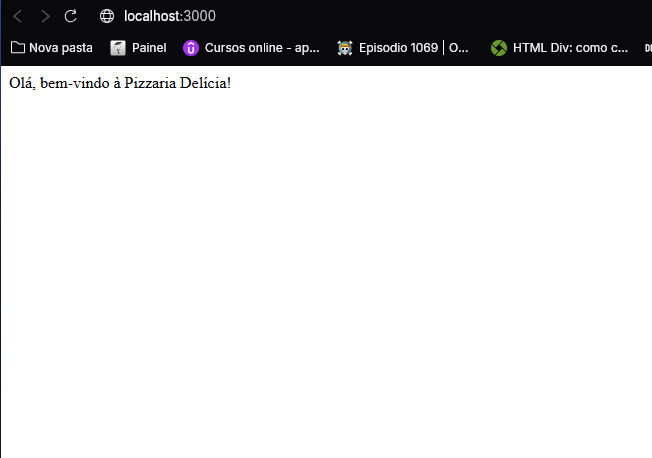 localhost:3000
Nova pasta Painel Cursos online - ap... Episodio 1069 | O... HTML Div: como c...
Olá, bem-vindo à Pizzaria Delícia!